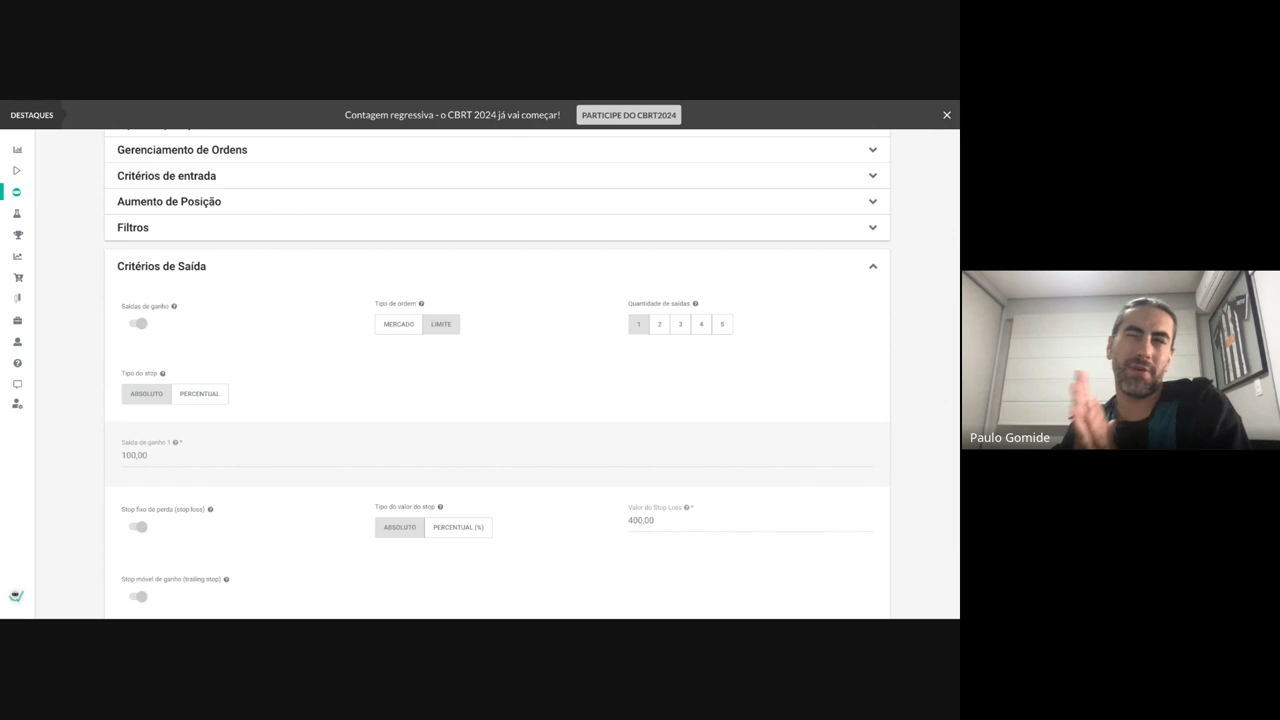 DESTAQUES
Contagem regressiva - o CBRT 2024 já vai começar!
PARTICIPE DO CBRT2024
Gerenciamento de Ordens
Critérios de entrada
Aumento de Posição
Filtros
Critérios de Saída
Saídas de ganho
Tipo de ordem
Quantidade de saídas
MERCADO LIMITE
1 2 3 4 5
Tipo do stop
ABSOLUTO PERCENTUAL
Saída de ganho 1 *
100,00
Stop fixo de perda (stop loss)
Tipo do valor do stop
Valor do Stop Loss *
ABSOLUTO PERCENTUAL (%)
400,00
Stop móvel de ganho (trailing stop)
Paulo Gomide